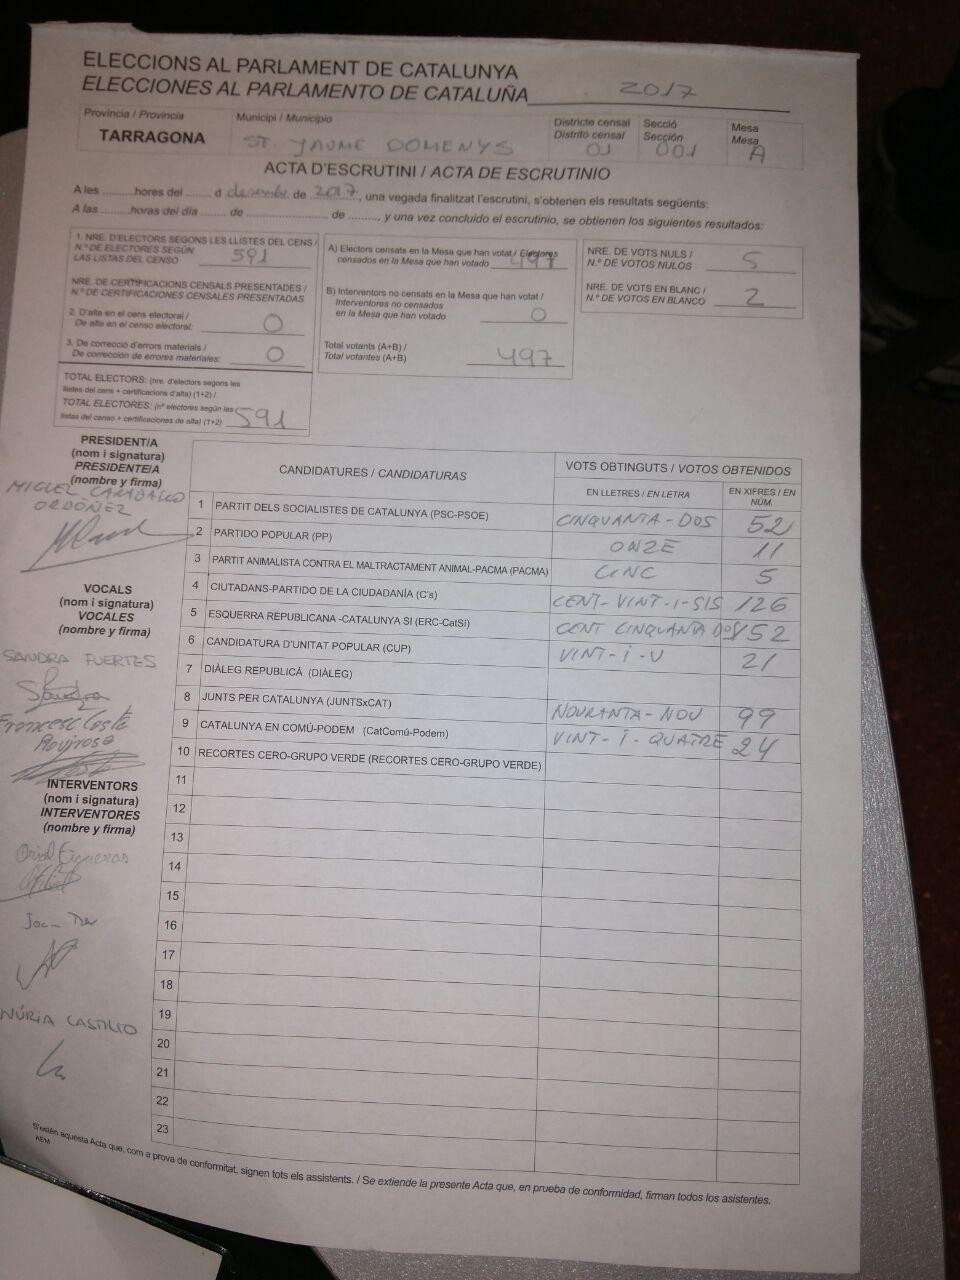 ELECCIONS AL PARLAMENT DE CATALUNYA
ELECCIONES AL PARLAMENTO DE CATALUÑA 2017
Província / Provincia
TARRAGONA
Municipi / Municipio
ST. JAUME DOMENYS
Districte censal
Distrito censal
01
Secció
Sección
001
Mesa
Mesa
A
ACTA D'ESCRUTINI / ACTA DE ESCRUTINIO
A les ..........hores del ........ d desembre de 2017, una vegada finalitzat l'escrutini, s'obtenen els resultats següents:
A las ..........horas del día ........ de ........................... de .........., y una vez concluido el escrutinio, se obtienen los siguientes resultados:
1. NRE. D'ELECTORS SEGONS LES LLISTES DEL CENS /
N.º DE ELECTORES SEGÚN
LAS LISTAS DEL CENSO 591
NRE. DE CERTIFICACIONS CENSALS PRESENTADES /
N.º DE CERTIFICACIONES CENSALES PRESENTADAS
2. D'alta en el cens electoral /
De alta en el censo electoral: 0
3. De correcció d'errors materials /
De corrección de errores materiales: 0
TOTAL ELECTORS: (nre. d'electors segons les
llistes del cens + certificacions d'alta) (1+2) /
TOTAL ELECTORES: (nº electores según las
listas del censo + certificaciones de alta) (1+2) 591
A) Electors censats en la Mesa que han votat / Electores
censados en la Mesa que han votado 497
B) Interventors no censats en la Mesa que han votat /
Interventores no censados
en la Mesa que han votado 0
Total votants (A+B) /
Total votantes (A+B) 497
NRE. DE VOTS NULS /
N.º DE VOTOS NULOS 5
NRE. DE VOTS EN BLANC /
N.º DE VOTOS EN BLANCO 2
PRESIDENT/A
(nom i signatura)
PRESIDENTE/A
(nombre y firma)
MIGUEL CARABALLO
ORDÓÑEZ
VOCALS
(nom i signatura)
VOCALES
(nombre y firma)
SANDRA FUERTES
Sandra
Francesc Coste
Rovirosa
INTERVENTORS
(nom i signatura)
INTERVENTORES
(nombre y firma)
Oriol Figueras
NÚRIA CASTILLO
CANDIDATURES / CANDIDATURAS
VOTS OBTINGUTS / VOTOS OBTENIDOS
EN LLETRES / EN LETRA
EN XIFRES / EN NÚM.
1 PARTIT DELS SOCIALISTES DE CATALUNYA (PSC-PSOE) CINQUANTA-DOS 52
2 PARTIDO POPULAR (PP) ONZE 11
3 PARTIT ANIMALISTA CONTRA EL MALTRACTAMENT ANIMAL-PACMA (PACMA) CINC 5
4 CIUTADANS-PARTIDO DE LA CIUDADANÍA (C's) CENT-VINT-I-SIS 126
5 ESQUERRA REPUBLICANA -CATALUNYA SI (ERC-CatSí) CENT CINQUANTA DOS 152
6 CANDIDATURA D'UNITAT POPULAR (CUP) VINT-I-U 21
7 DIÀLEG REPUBLICÀ (DIÀLEG)
8 JUNTS PER CATALUNYA (JUNTSxCAT) NOURANTA-NOU 99
9 CATALUNYA EN COMÚ-PODEM (CatComú-Podem) VINT-I-QUATRE 24
10 RECORTES CERO-GRUPO VERDE (RECORTES CERO-GRUPO VERDE)
11
12
13
14
15
16
17
18
19
20
21
22
23
S'estén aquesta Acta que, com a prova de conformitat, signen tots els assistents. / Se extiende la presente Acta que, en prueba de conformidad, firman todos los asistentes.
AEM